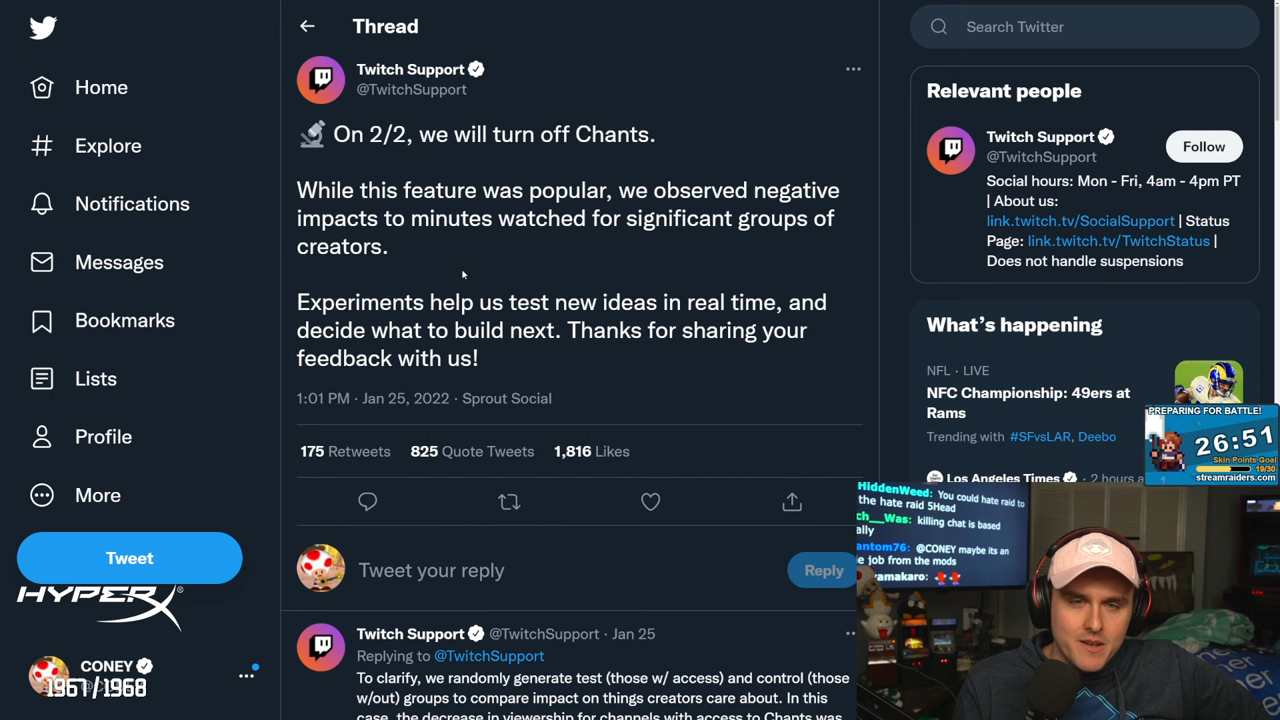 Home
Explore
Notifications
Messages
Bookmarks
Lists
Profile
More
Tweet
HYPERX
CONEY
1967/1968
Thread
Twitch Support
@TwitchSupport
On 2/2, we will turn off Chants.
While this feature was popular, we observed negative
impacts to minutes watched for significant groups of
creators.
Experiments help us test new ideas in real time, and
decide what to build next. Thanks for sharing your
feedback with us!
1:01 PM · Jan 25, 2022 · Sprout Social
175 Retweets 825 Quote Tweets 1,816 Likes
Tweet your reply
Reply
Twitch Support @TwitchSupport · Jan 25
Replying to @TwitchSupport
To clarify, we randomly generate test (those w/ access) and control (those
w/out) groups to compare impact on things creators care about. In this
case, the decrease in viewership for channels with access to Chants was
Search Twitter
Relevant people
Twitch Support
@TwitchSupport
Follow
Social hours: Mon - Fri, 4am - 4pm PT
| About us:
link.twitch.tv/SocialSupport | Status
Page: link.twitch.tv/TwitchStatus |
Does not handle suspensions
What's happening
NFL · LIVE
NFC Championship: 49ers at
Rams
Trending with #SFvsLAR, Deebo
Los Angeles Times · 2 hours a
PREPARING FOR BATTLE!
26:51
Skin Points Goal
19/30
streamraiders.com
HiddenWeed: You could hate raid to
the hate raid 5Head
ch__Was: killing chat is based
ally
antom76: @CONEY maybe its an
e job from the mods
yamakaro: